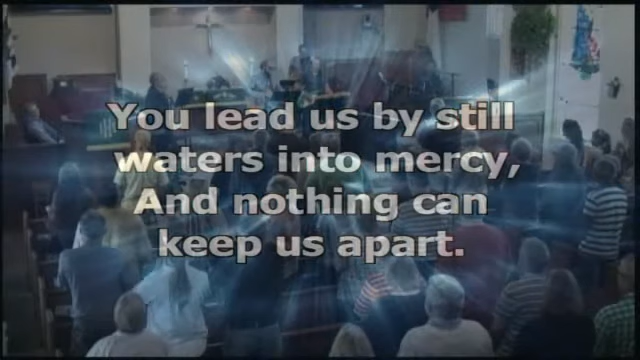 You lead us by still
waters into mercy,
And nothing can
keep us apart.